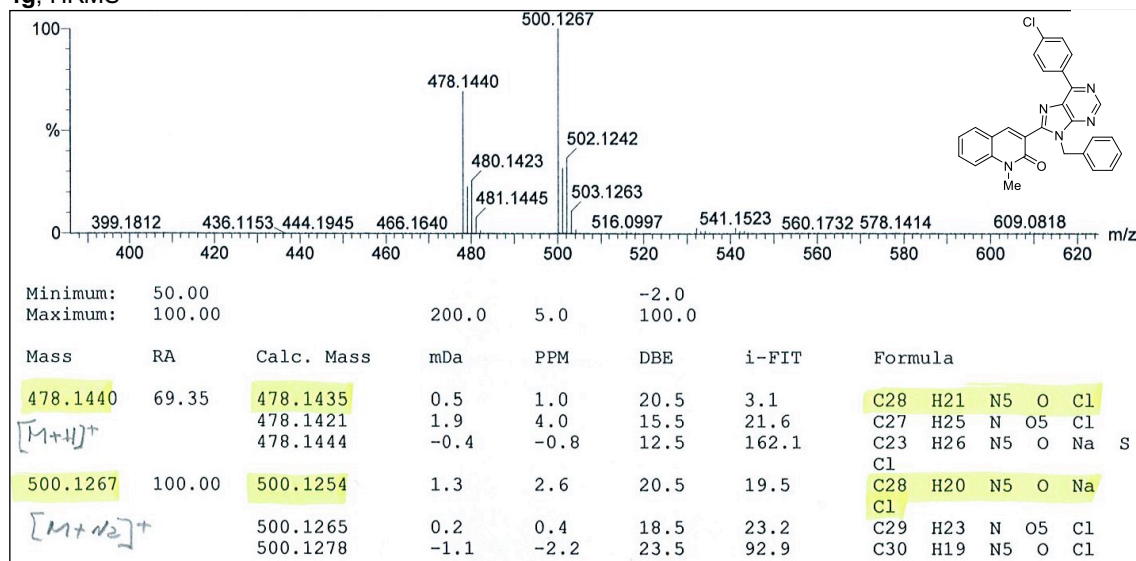 4g, HRMS
500.1267
100
Cl
478.1440
N
N
%
502.1242
N
N
480.1423
N
O
481.1445
503.1263
N
Me
399.1812 436.1153 444.1945 466.1640 516.0997 541.1523 560.1732 578.1414 609.0818
0
m/z
400 420 440 460 480 500 520 540 560 580 600 620
Minimum: 50.00 -2.0
Maximum: 100.00 200.0 5.0 100.0
Mass RA Calc. Mass mDa PPM DBE i-FIT Formula
478.1440 69.35 478.1435 0.5 1.0 20.5 3.1 C28 H21 N5 O Cl
[M+H]+ 478.1421 1.9 4.0 15.5 21.6 C27 H25 N O5 Cl
478.1444 -0.4 -0.8 12.5 162.1 C23 H26 N5 O Na S
Cl
500.1267 100.00 500.1254 1.3 2.6 20.5 19.5 C28 H20 N5 O Na
Cl
[M+Na]+ 500.1265 0.2 0.4 18.5 23.2 C29 H23 N O5 Cl
500.1278 -1.1 -2.2 23.5 92.9 C30 H19 N5 O Cl